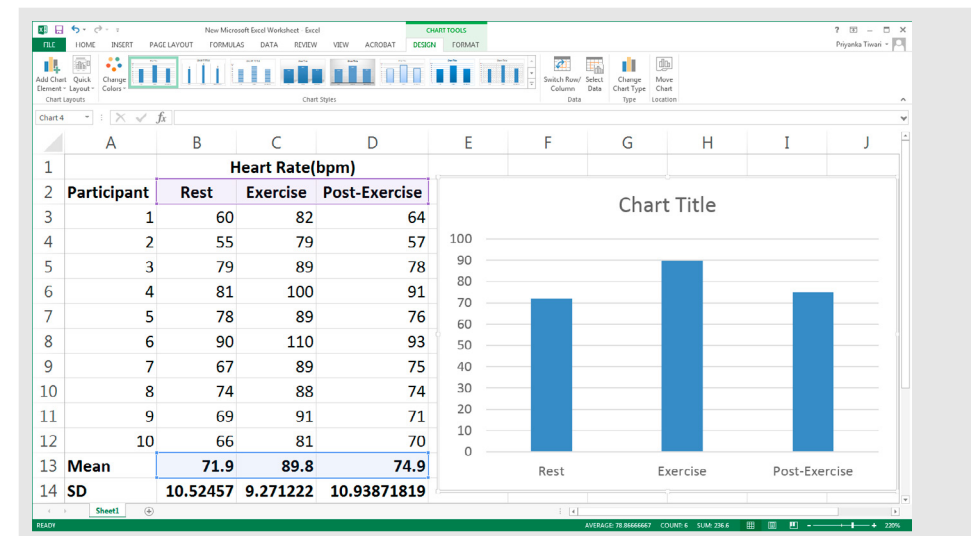 New Microsoft Excel Worksheet - Excel
CHART TOOLS
FILE HOME INSERT PAGE LAYOUT FORMULAS DATA REVIEW VIEW ACROBAT DESIGN FORMAT
Priyanka Tiwari
Add Chart Element
Quick Layout
Change Colors
Switch Row/ Column
Select Data
Change Chart Type
Move Chart
Chart Layouts
Chart Styles
Data
Type
Location
Chart 4
fx
A B C D E F G H I J
1 Heart Rate(bpm)
2 Participant Rest Exercise Post-Exercise
3 1 60 82 64
4 2 55 79 57
5 3 79 89 78
6 4 81 100 91
7 5 78 89 76
8 6 90 110 93
9 7 67 89 75
10 8 74 88 74
11 9 69 91 71
12 10 66 81 70
13 Mean 71.9 89.8 74.9
14 SD 10.52457 9.271222 10.93871819
Chart Title
100
90
80
70
60
50
40
30
20
10
0
Rest Exercise Post-Exercise
Sheet1
READY
AVERAGE: 78.86666667 COUNT: 6 SUM: 236.6
220%